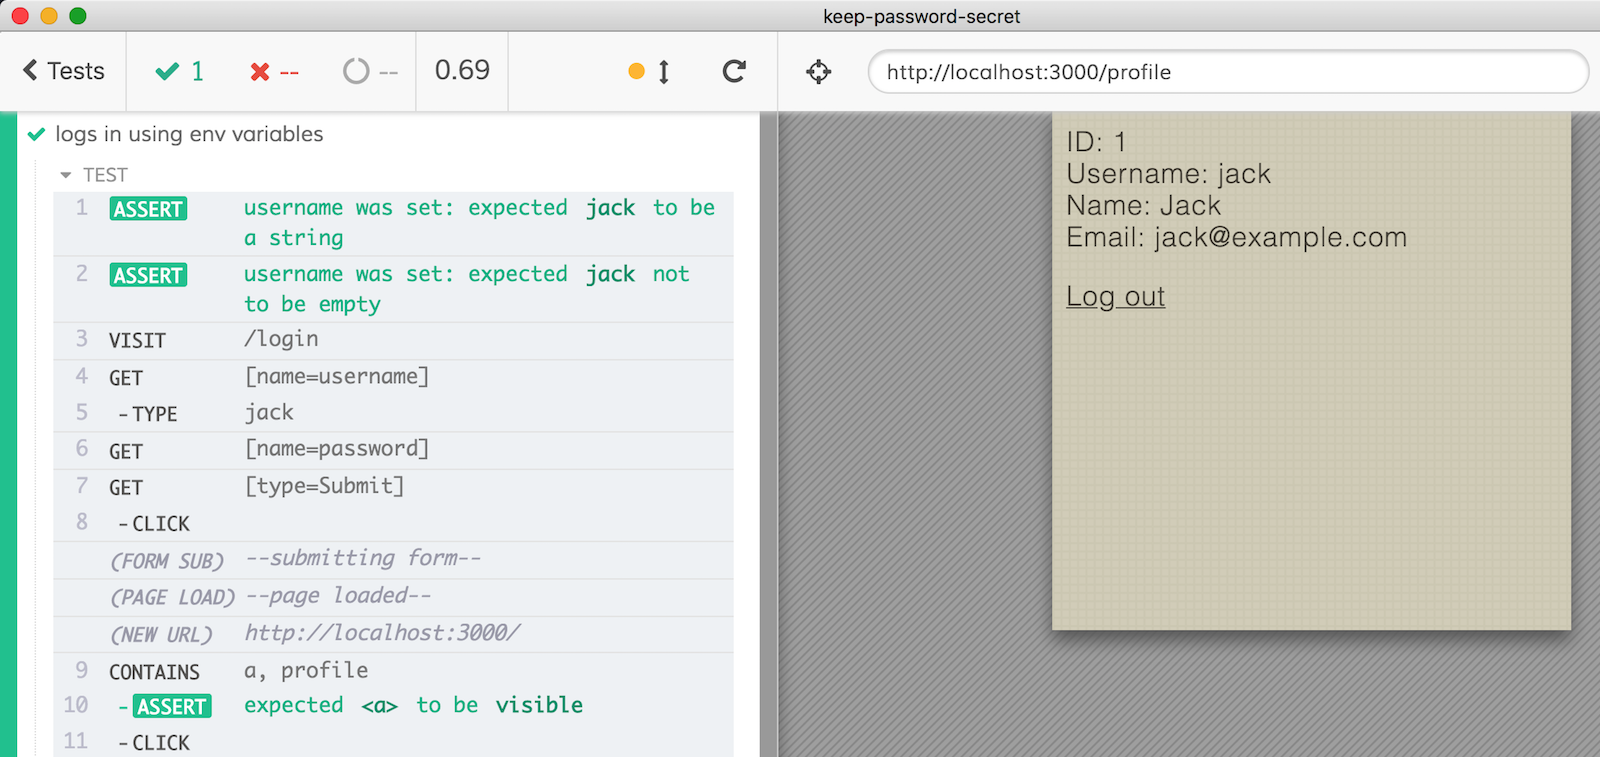 keep-password-secret
Tests 1 -- -- 0.69
http://localhost:3000/profile
logs in using env variables
TEST
1 ASSERT username was set: expected jack to be
a string
2 ASSERT username was set: expected jack not
to be empty
3 VISIT /login
4 GET [name=username]
5 -TYPE jack
6 GET [name=password]
7 GET [type=Submit]
8 -CLICK
(FORM SUB) --submitting form--
(PAGE LOAD) --page loaded--
(NEW URL) http://localhost:3000/
9 CONTAINS a, profile
10 -ASSERT expected <a> to be visible
11 -CLICK
ID: 1
Username: jack
Name: Jack
Email: jack@example.com
Log out